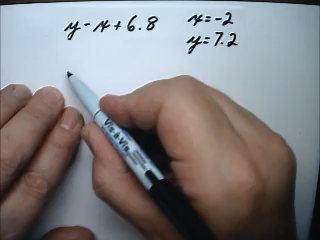 y - x + 6.8
x = -2
y = 7.2
Vis à Vis